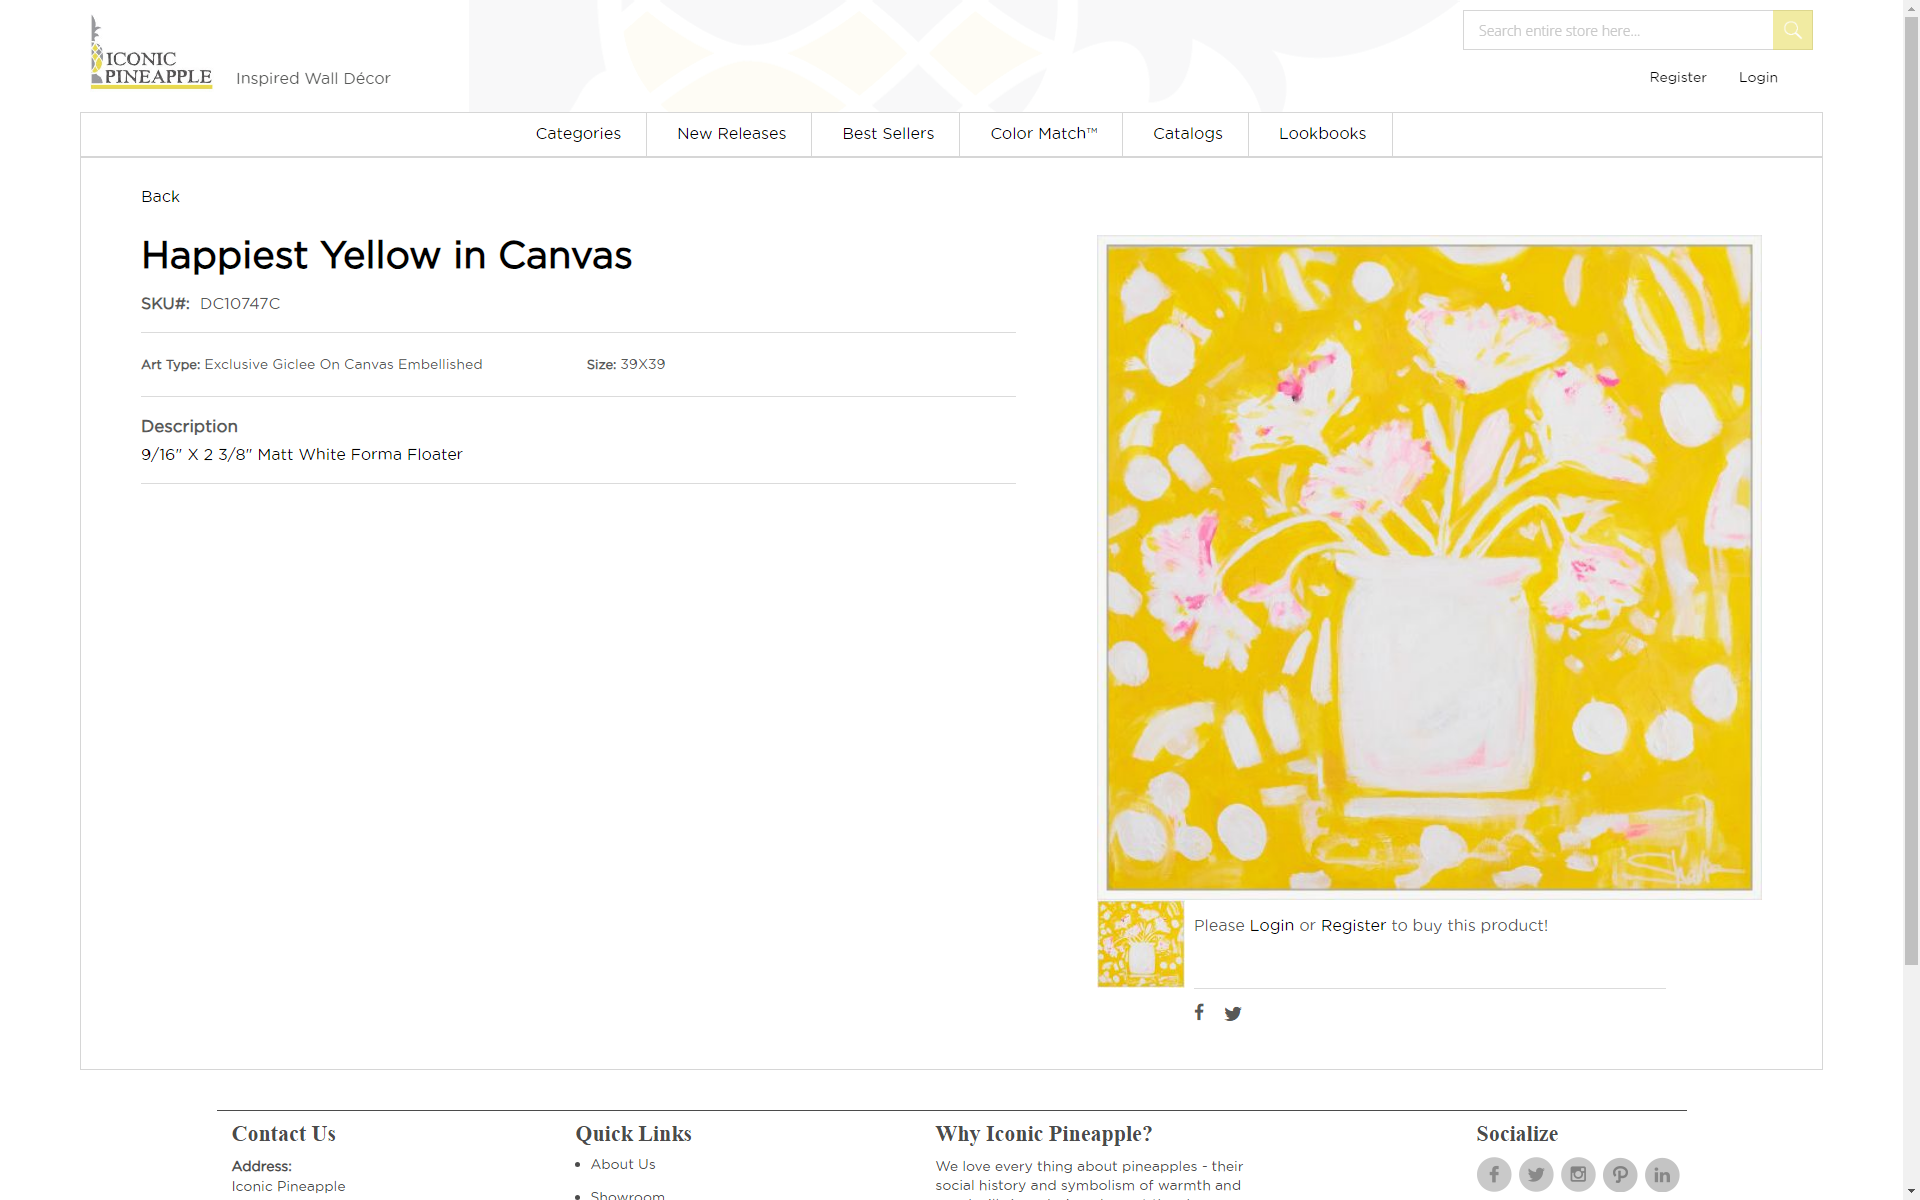 ICONIC
PINEAPPLE
Inspired Wall Décor
Search entire store here...
Register
Login
Categories
New Releases
Best Sellers
Color Match™
Catalogs
Lookbooks
Back
Happiest Yellow in Canvas
SKU#: DC10747C
Art Type: Exclusive Giclee On Canvas Embellished
Size: 39X39
Description
9/16" X 2 3/8" Matt White Forma Floater
Please Login or Register to buy this product!
Contact Us
Address:
Iconic Pineapple
Quick Links
About Us
Showroom
Why Iconic Pineapple?
We love every thing about pineapples - their
social history and symbolism of warmth and
Socialize